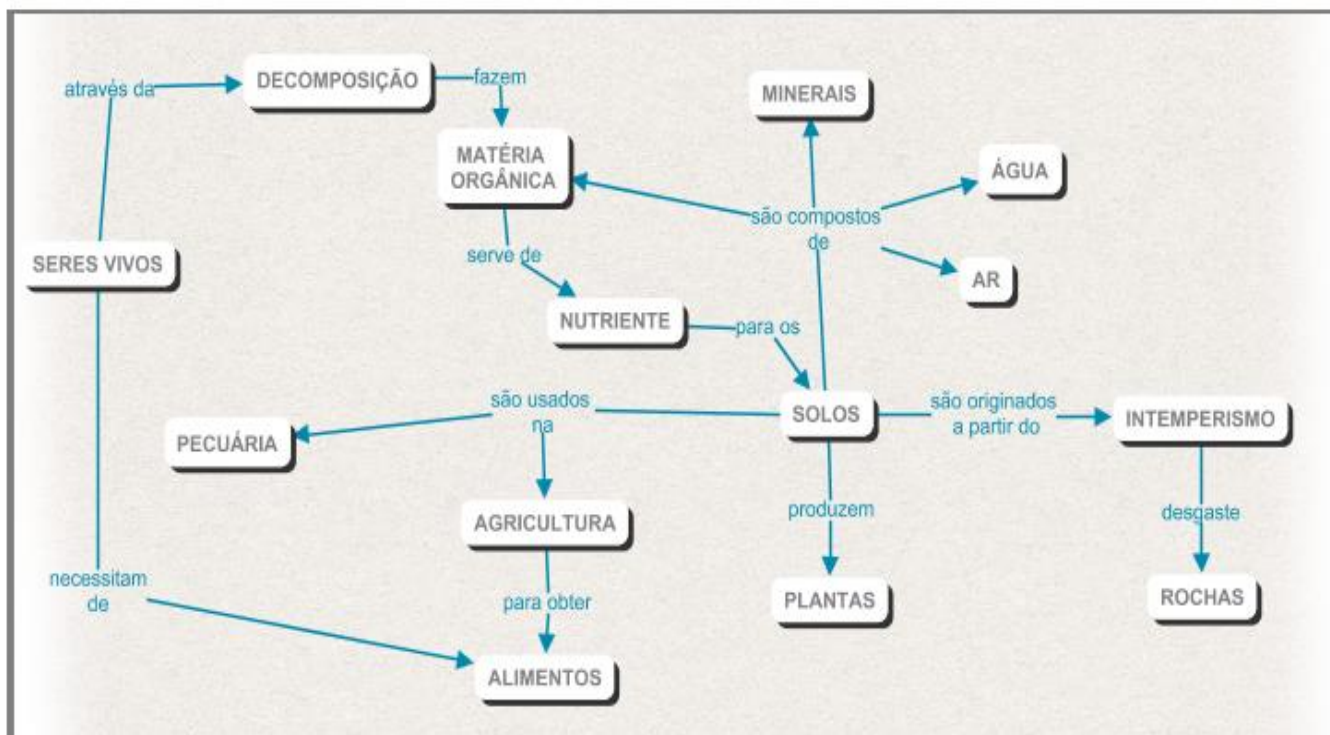 DECOMPOSIÇÃO
fazem
através da
MINERAIS
MATÉRIA
ORGÂNICA
ÁGUA
são compostos
de
SERES VIVOS
serve de
AR
NUTRIENTE
para os
são usados
na
SOLOS
são originados
a partir do
INTEMPERISMO
PECUÁRIA
AGRICULTURA
produzem
desgaste
necessitam
de
para obter
PLANTAS
ROCHAS
ALIMENTOS